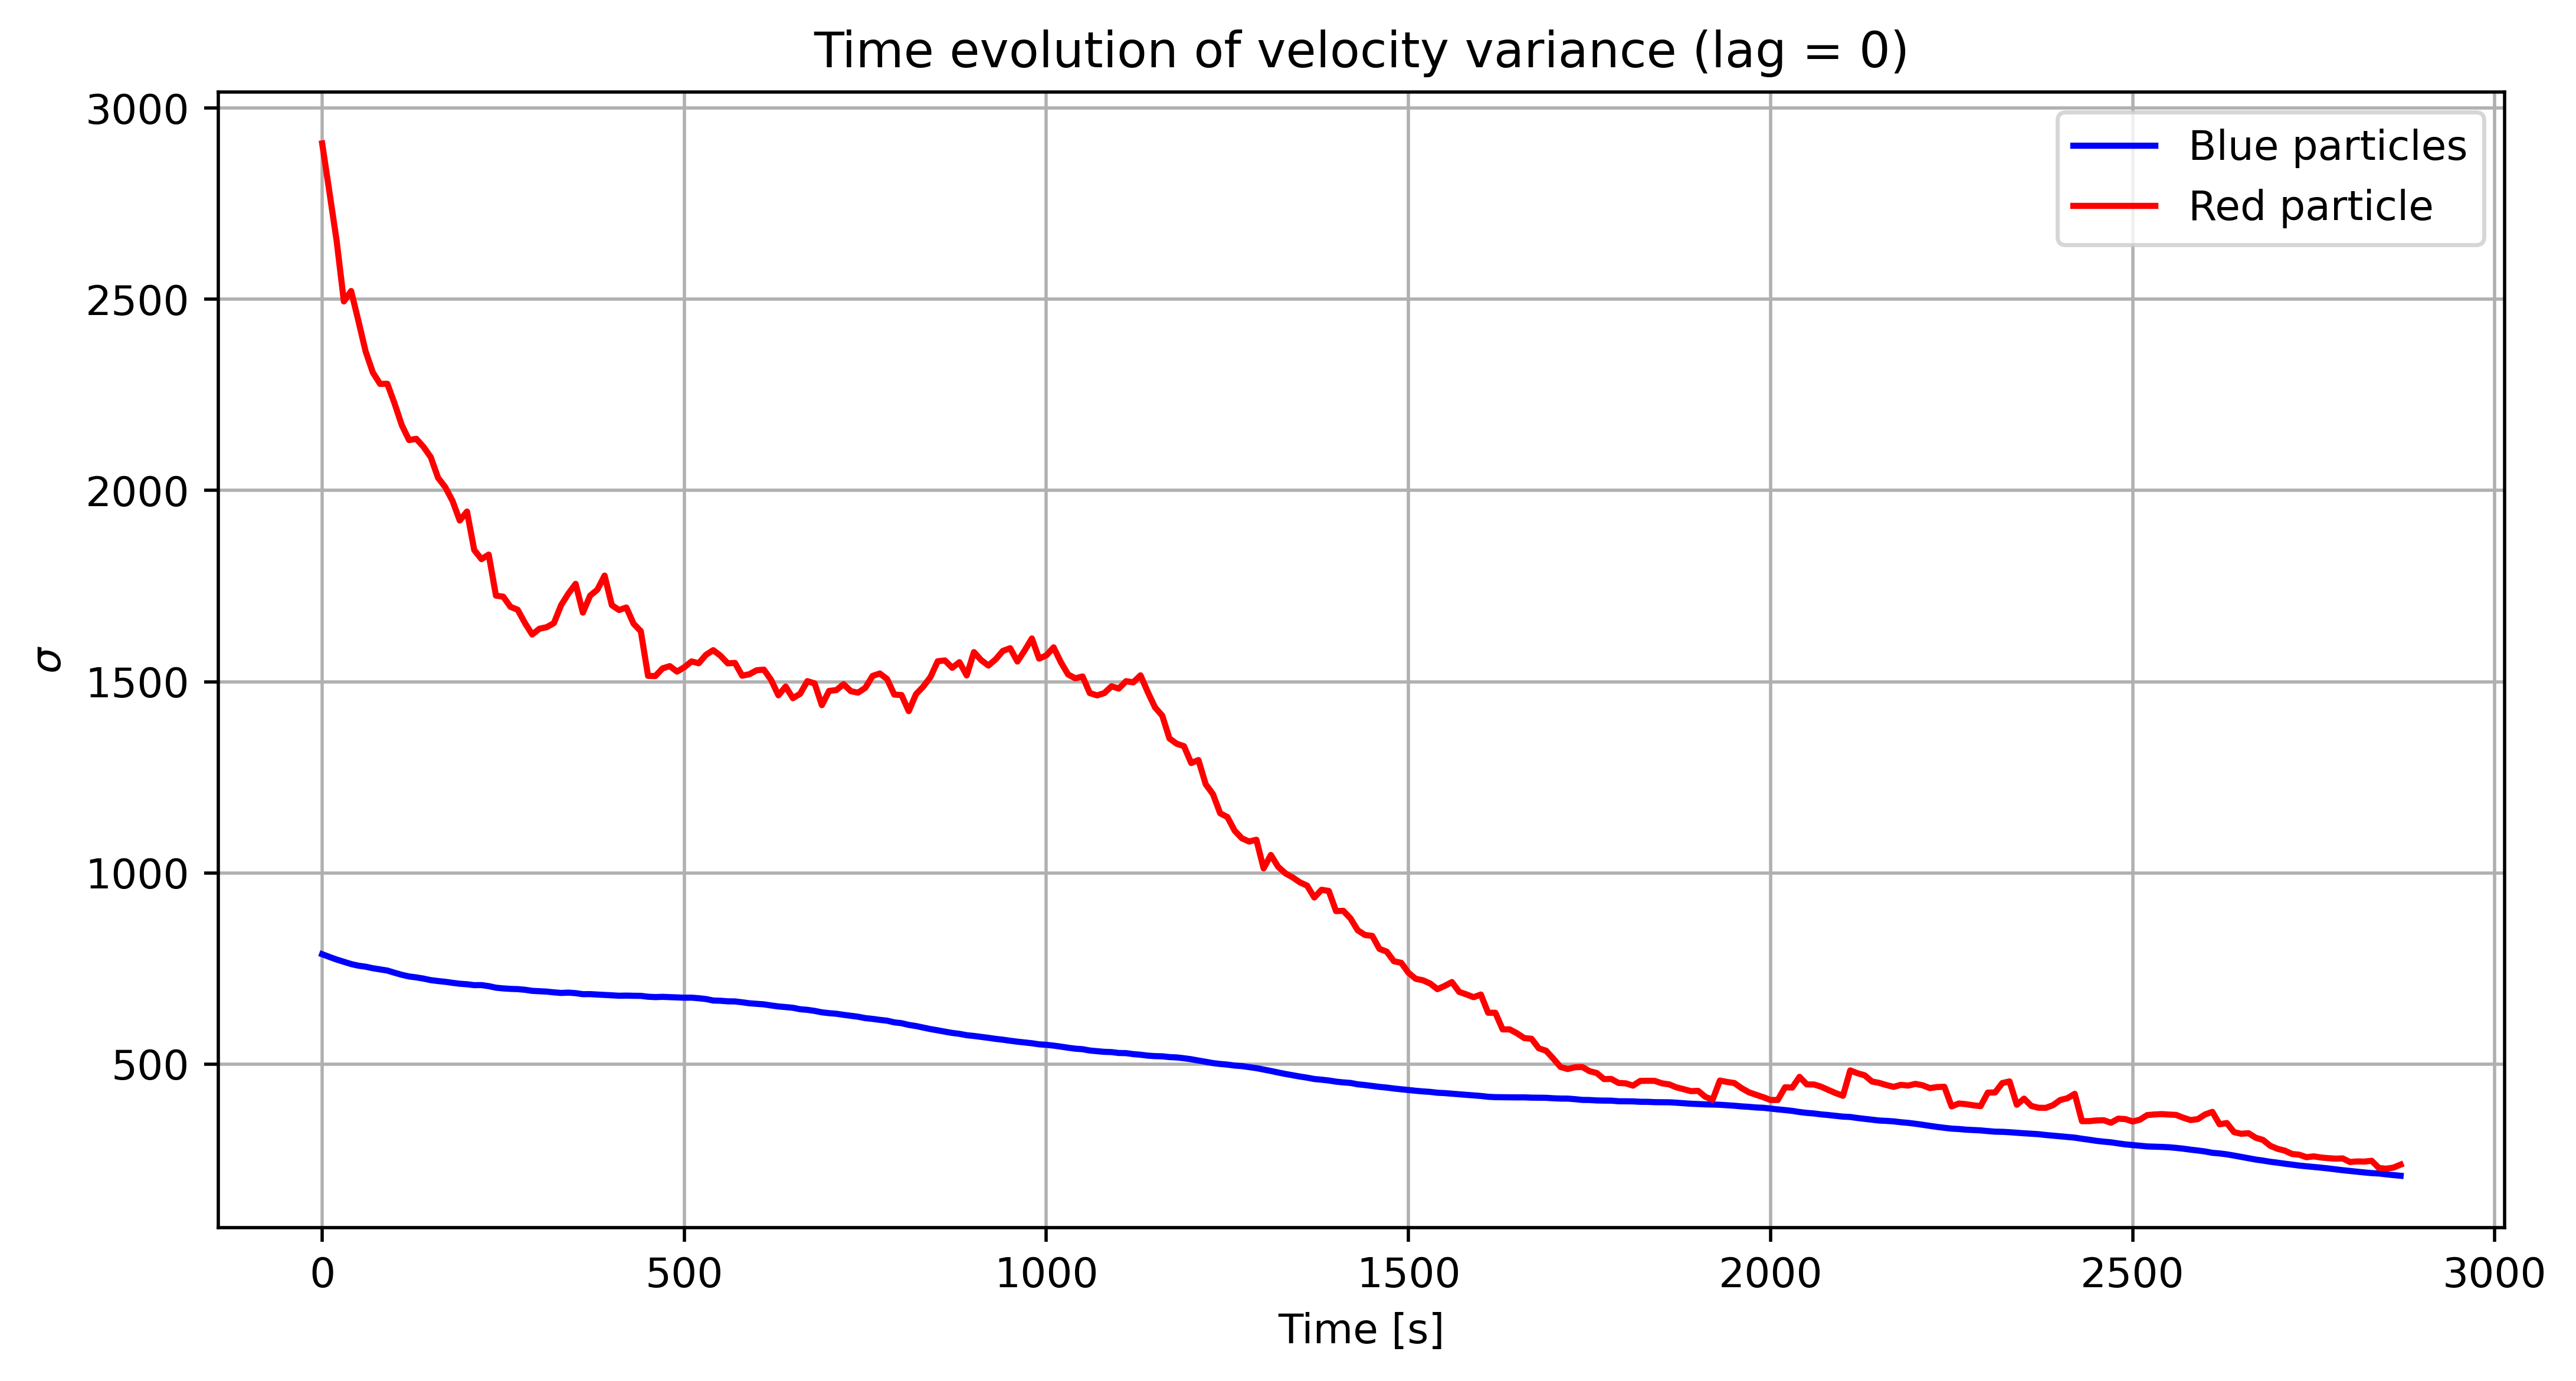 Time evolution of velocity variance (lag = 0)
3000
2500
2000
1500
1000
500
σ
Blue particles
Red particle
0 500 1000 1500 2000 2500 3000
Time [s]